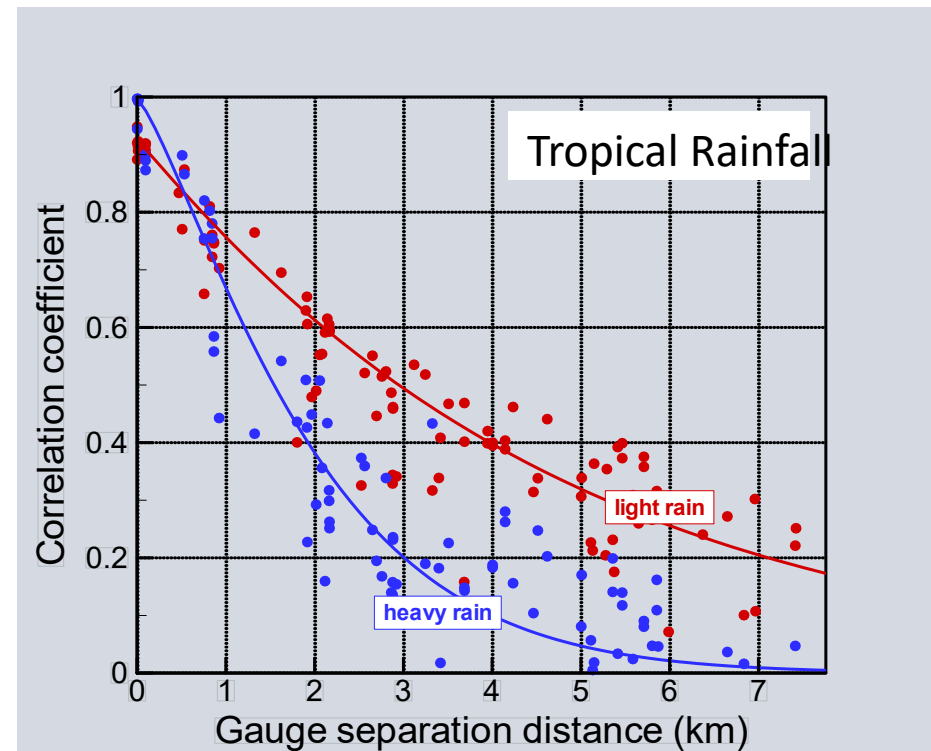 Tropical Rainfall
1
0.8
0.6
0.4
0.2
0
Correlation coefficient
light rain
heavy rain
0 1 2 3 4 5 6 7
Gauge separation distance (km)